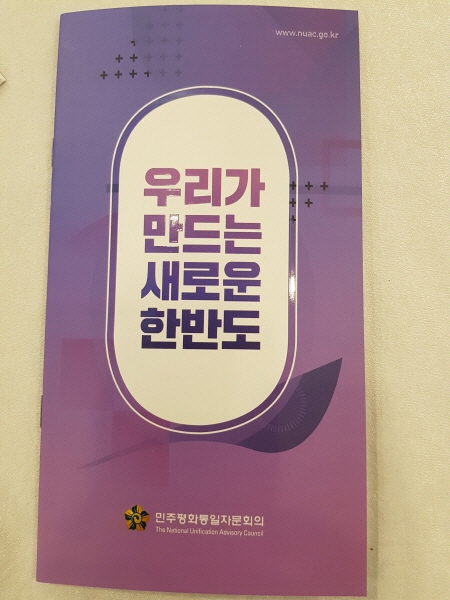 www.nuac.go.kr
우리가
만드는
새로운
한반도
민주평화통일자문회의
The National Unification Advisory Council